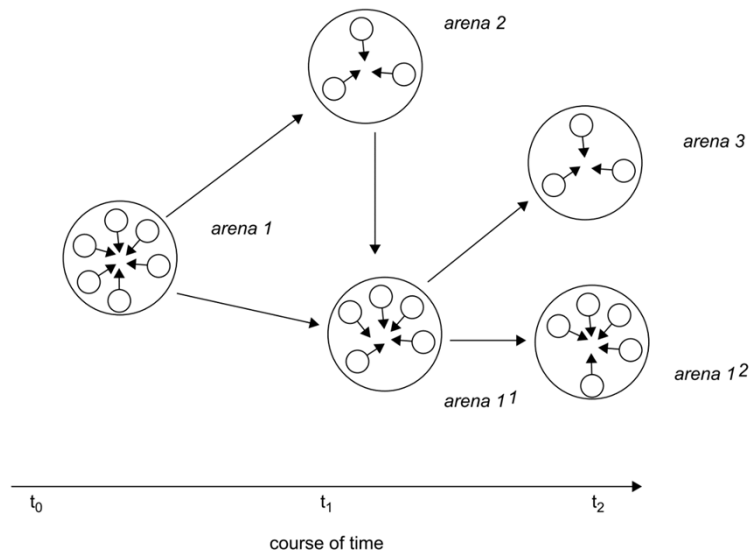 arena 2
arena 3
arena 1
arena 1¹
arena 1²
t₀ t₁ t₂
course of time